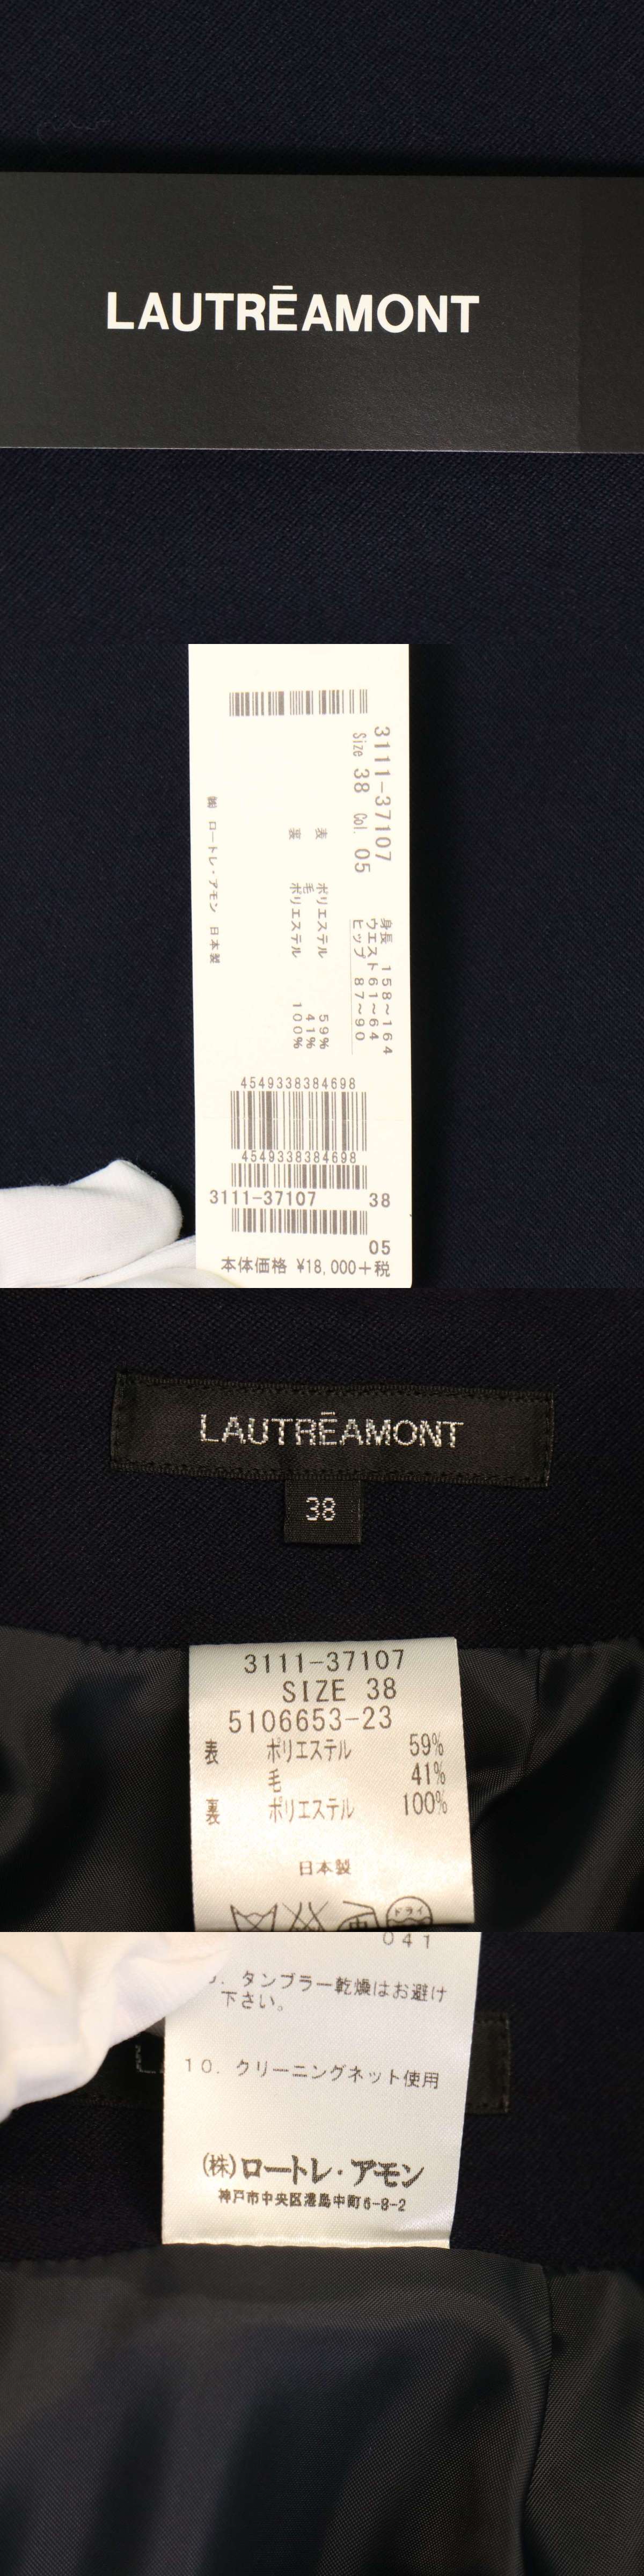 LAUTRĒAMONT
3111-37107
Size 38 Col. 05
身長 158~164
ウエスト 61~64
ヒップ 87~90
表 ポリエステル 59%
毛 41%
裏 ポリエステル 100%
㈱ ロートレ・アモン 日本製
4549338384698
4549338384698
3111-37107 38
05
本体価格 ¥18,000+税
LAUTRĒAMONT
38
3111-37107
SIZE 38
5106653-23
表 ポリエステル 59%
毛 41%
裏 ポリエステル 100%
日本製
ドライ
041
タンブラー乾燥はお避け
下さい。
10. クリーニングネット使用
(株)ロートレ・アモン
神戸市中央区港島中町6-8-2